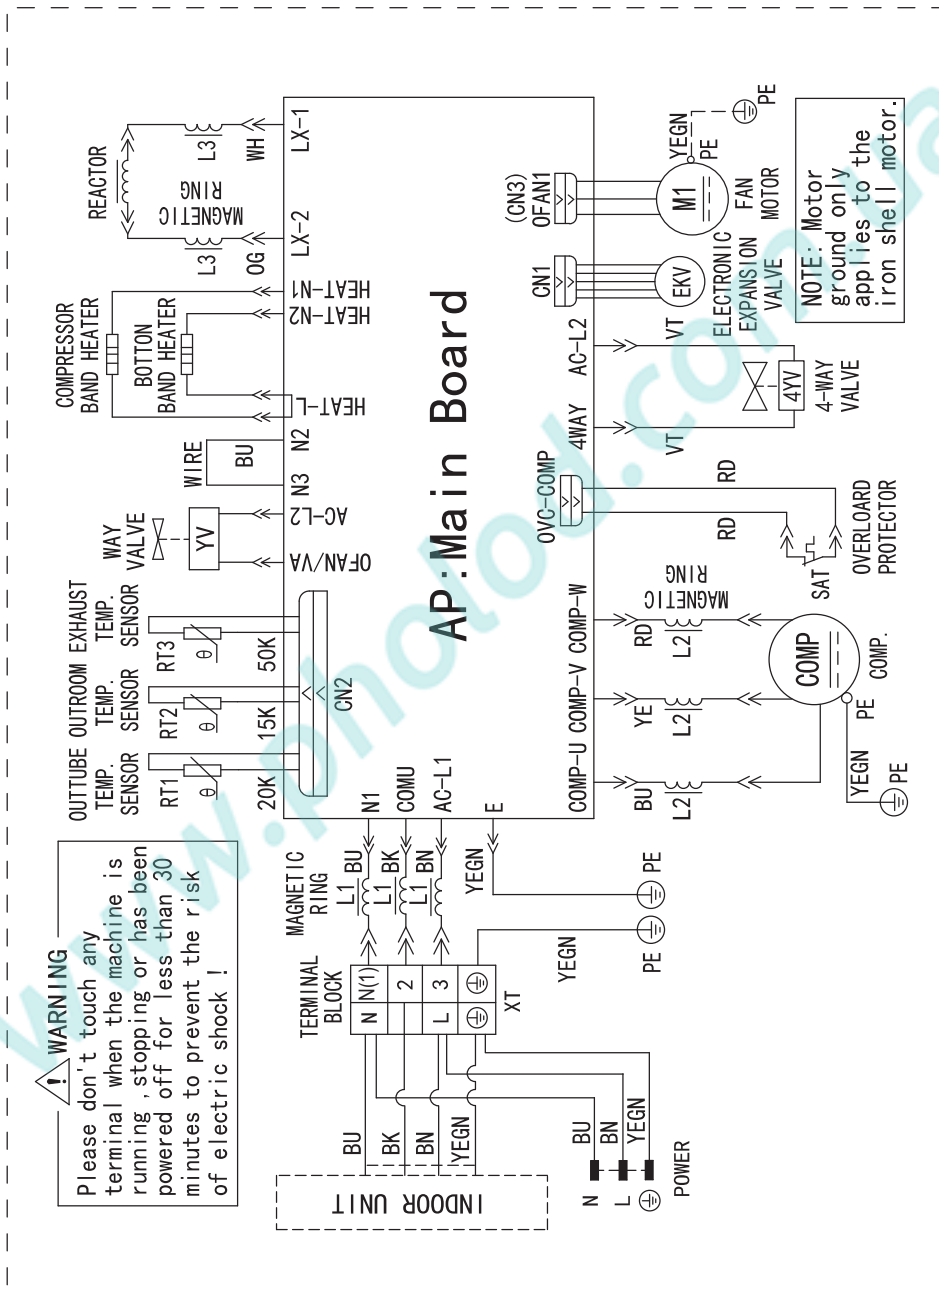 WARNING
Please don't touch any
terminal when the machine is
running ,stopping or has been
powered off for less than 30
minutes to prevent the risk
of electric shock !
OUTTUBE
TEMP.
SENSOR
OUTROOM
TEMP.
SENSOR
EXHAUST
TEMP.
SENSOR
RT1
RT2
RT3
θ
θ
θ
20K
15K
50K
CN2
WAY
VALVE
YV
OFAN/VA
AC-L2
WIRE
BU
N3
N2
COMPRESSOR
BAND HEATER
BOTTON
BAND HEATER
HEAT-L
HEAT-N2
HEAT-N1
REACTOR
MAGNETIC
RING
L3
L3
OG
WH
LX-2
LX-1
AP:Main Board
N1
COMU
AC-L1
E
MAGNETIC
RING
L1
BU
L1
BK
L1
BN
YEGN
PE
YEGN
PE
TERMINAL
BLOCK
N
N(1)
2
L
3
XT
BU
BK
BN
YEGN
INDOOR UNIT
BU
BN
YEGN
N
L
POWER
COMP-U
COMP-V
COMP-W
BU
YE
RD
L2
L2
L2
MAGNETIC
RING
COMP
COMP.
PE
YEGN
PE
OVC-COMP
RD
RD
SAT
OVERLOARD
PROTECTOR
4WAY
AC-L2
VT
VT
4YV
4-WAY
VALVE
CN1
EKV
ELECTRONIC
EXPANSION
VALVE
(CN3)
OFAN1
M1
FAN
MOTOR
YEGN
PE
PE
NOTE: Motor
ground only
applies to the
iron shell motor.
www.pholod.com.ua